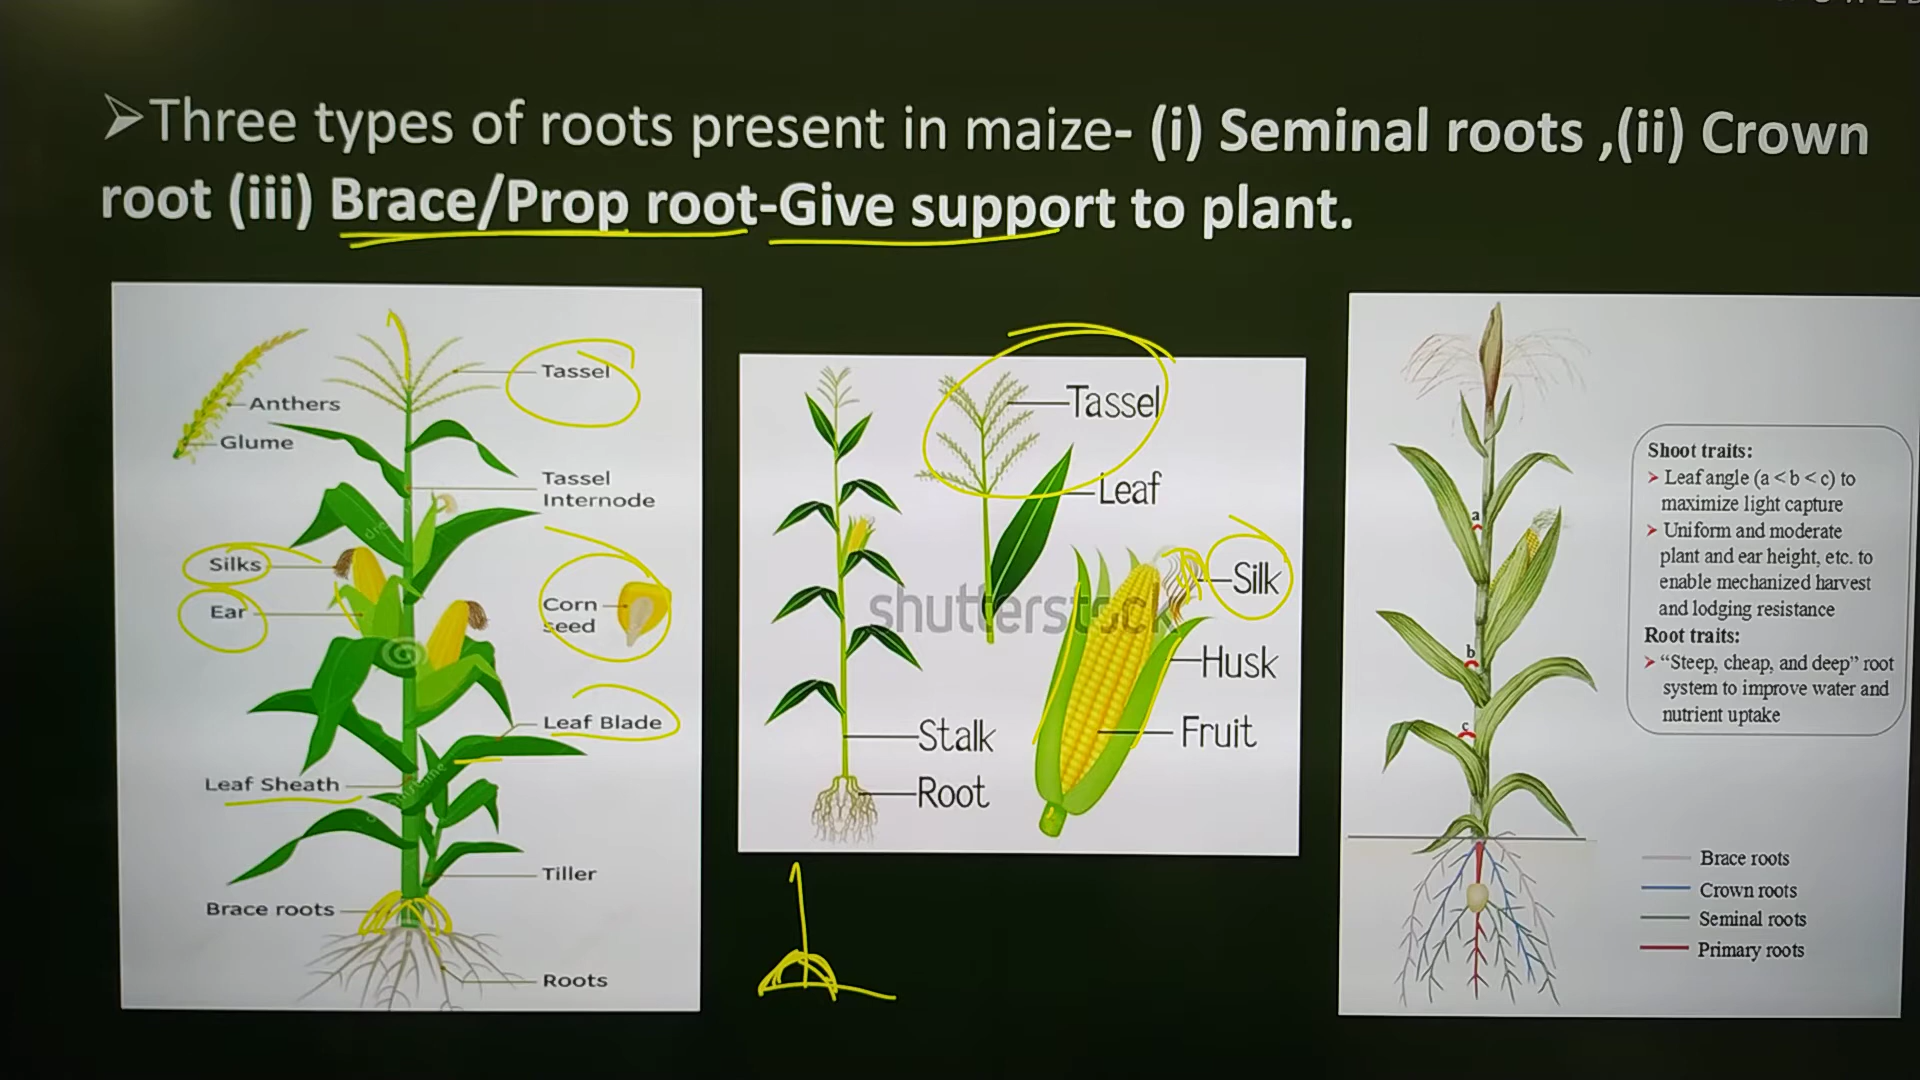 ➢Three types of roots present in maize- (i) Seminal roots ,(ii) Crown
root (iii) Brace/Prop root-Give support to plant.
Tassel
Anthers
Glume
Tassel
Internode
Silks
Ear
Corn
seed
Leaf Blade
Leaf Sheath
Tiller
Brace roots
Roots
Tassel
Leaf
Silk
shutterstock
Husk
Fruit
Stalk
Root
a
b
c
Shoot traits:
➢ Leaf angle (a < b < c) to
maximize light capture
➢ Uniform and moderate
plant and ear height, etc. to
enable mechanized harvest
and lodging resistance
Root traits:
➢ “Steep, cheap, and deep” root
system to improve water and
nutrient uptake
Brace roots
Crown roots
Seminal roots
Primary roots